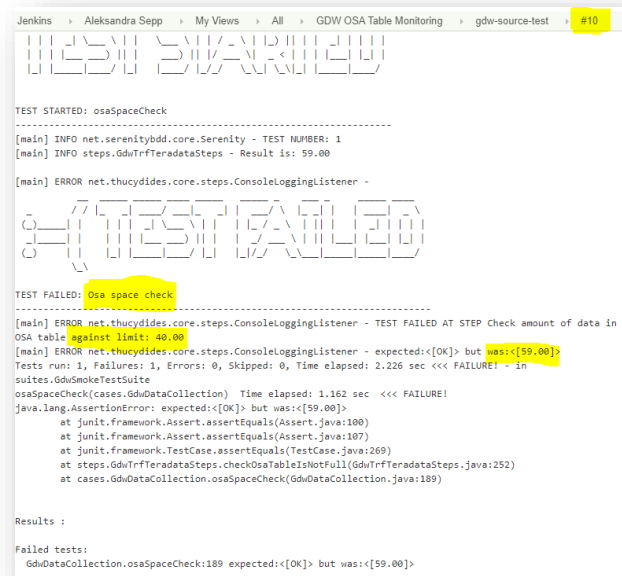 Jenkins › Aleksandra Sepp › My Views › All › GDW OSA Table Monitoring › gdw-source-test › #10
TEST STARTED
TEST STARTED: osaSpaceCheck
--------------------------------------------------------------------
[main] INFO net.serenitybdd.core.Serenity - TEST NUMBER: 1
[main] INFO steps.GdwTrfTeradataSteps - Result is: 59.00
[main] ERROR net.thucydides.core.steps.ConsoleLoggingListener -
:-( TEST FAILED
TEST FAILED: Osa space check
---------------------------------------------------------------------------
[main] ERROR net.thucydides.core.steps.ConsoleLoggingListener - TEST FAILED AT STEP Check amount of data in
OSA table against limit: 40.00
[main] ERROR net.thucydides.core.steps.ConsoleLoggingListener - expected:<[OK]> but was:<[59.00]>
Tests run: 1, Failures: 1, Errors: 0, Skipped: 0, Time elapsed: 2.226 sec <<< FAILURE! - in
suites.GdwSmokeTestSuite
osaSpaceCheck(cases.GdwDataCollection)  Time elapsed: 1.162 sec  <<< FAILURE!
java.lang.AssertionError: expected:<[OK]> but was:<[59.00]>
at junit.framework.Assert.assertEquals(Assert.java:100)
at junit.framework.Assert.assertEquals(Assert.java:107)
at junit.framework.TestCase.assertEquals(TestCase.java:269)
at steps.GdwTrfTeradataSteps.checkOsaTableIsNotFull(GdwTrfTeradataSteps.java:252)
at cases.GdwDataCollection.osaSpaceCheck(GdwDataCollection.java:189)
Results :
Failed tests:
GdwDataCollection.osaSpaceCheck:189 expected:<[OK]> but was:<[59.00]>